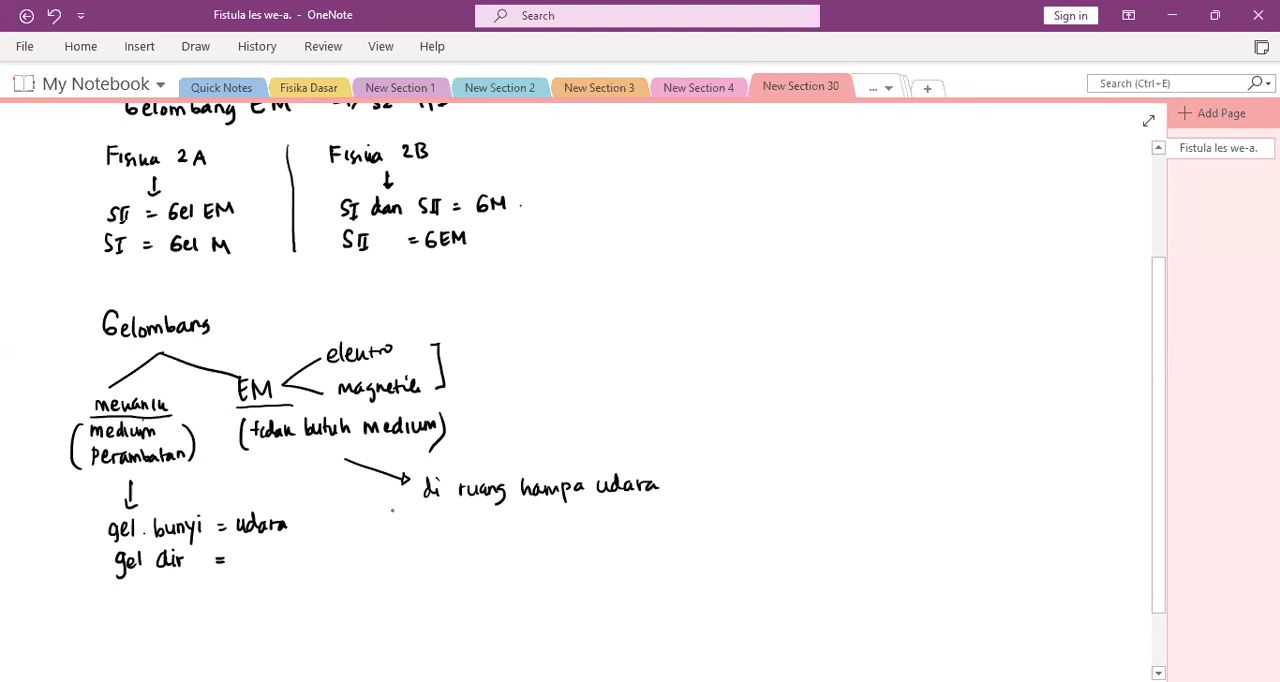 Fistula les we-a. - OneNote
Search
Sign in
File Home Insert Draw History Review View Help
My Notebook Quick Notes Fisika Dasar New Section 1 New Section 2 New Section 3 New Section 4 New Section 30 ... +
Search (Ctrl+E)
Add Page
Fistula les we-a.
Gelombang EM
Fisika 2A
SII = Gel EM
SI = Gel M
Fisika 2B
SI dan SII = GM .
SII = GEM
Gelombang
mekanik
(medium
Perambatan)
EM
elektro
magnetik
(tidak butuh medium)
di ruang hampa udara
gel. bunyi = udara
gel air =